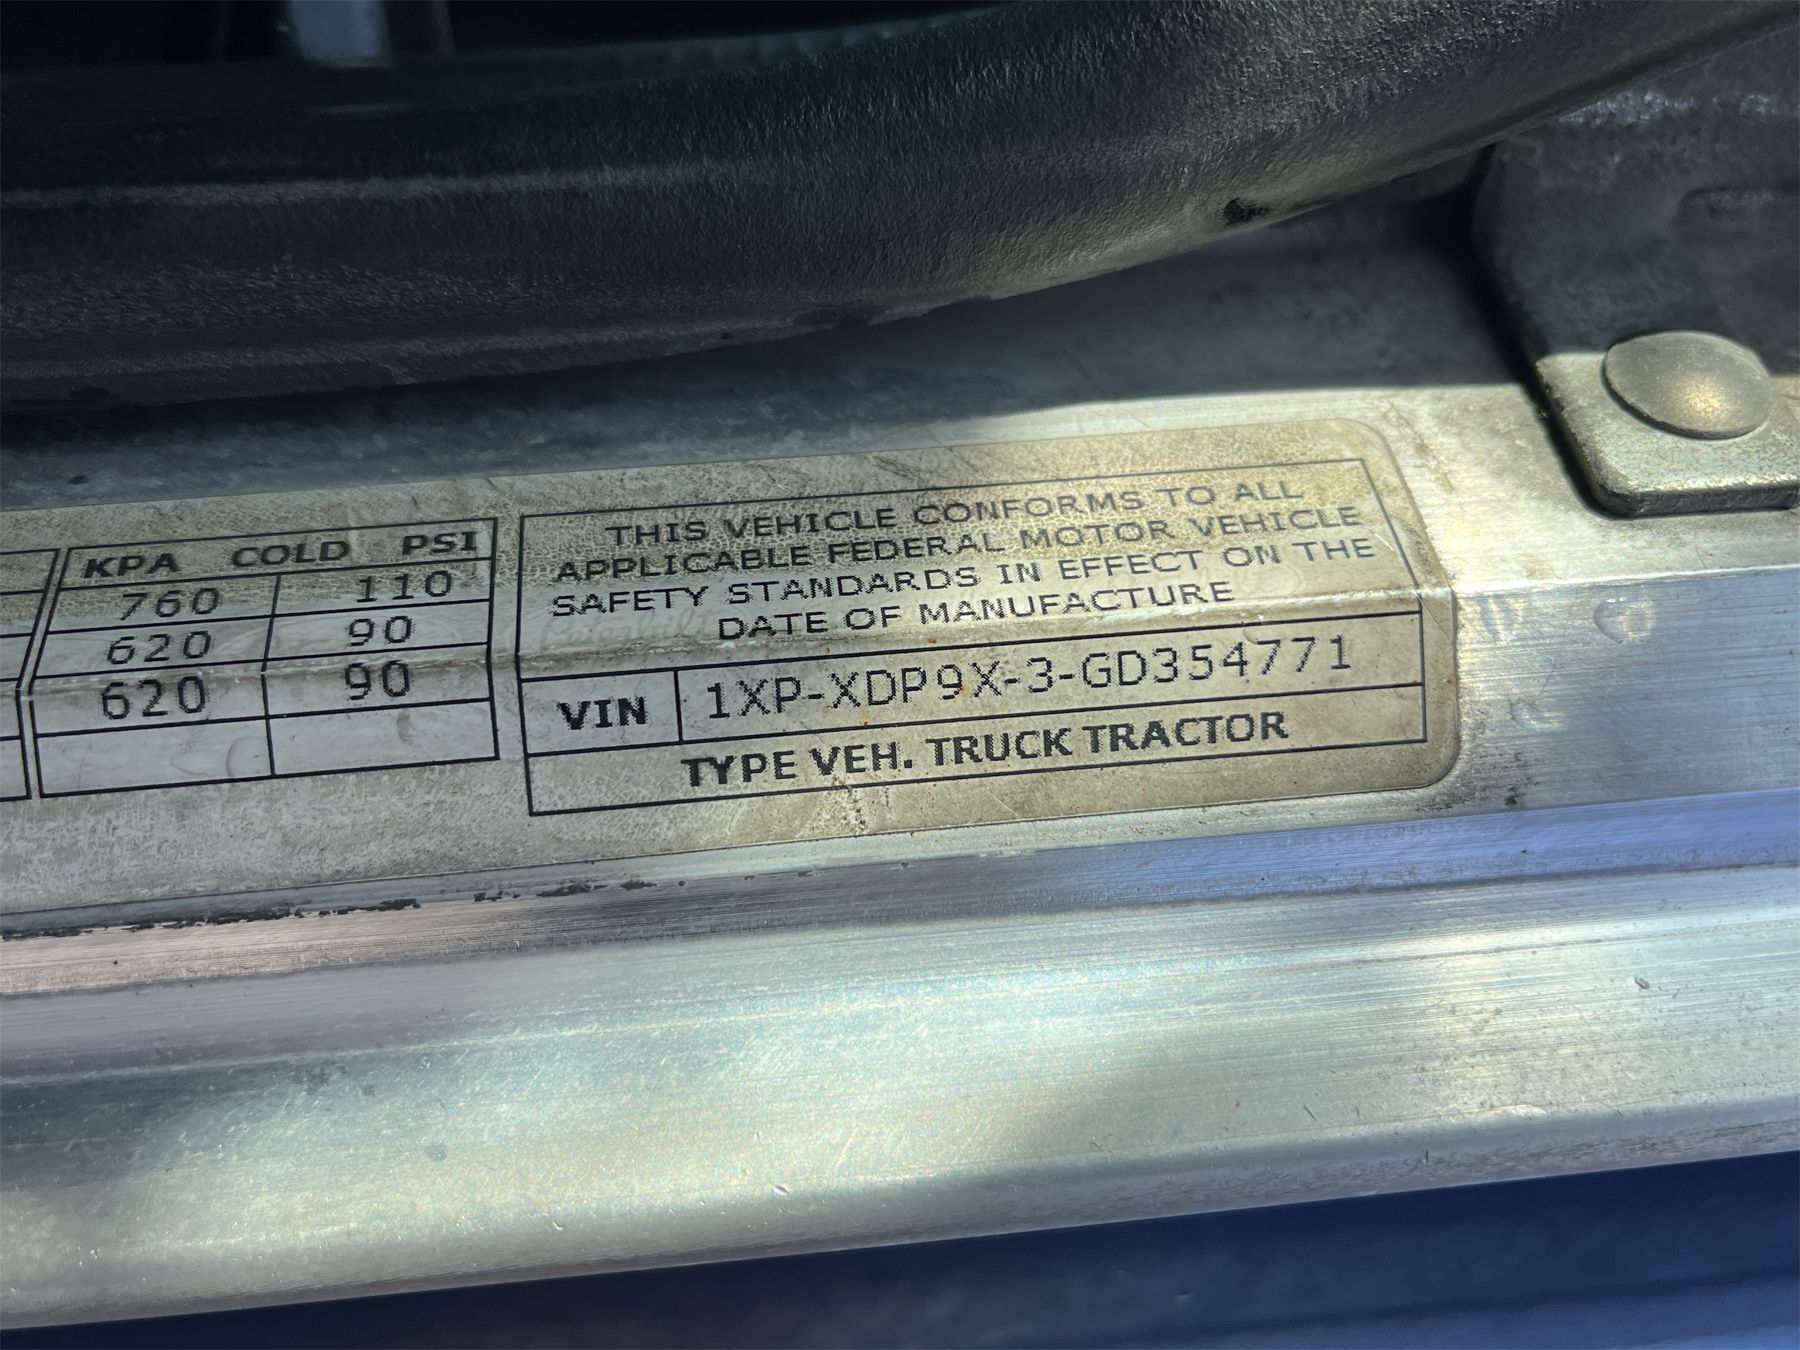 KPA COLD PSI
760 110
620 90
620 90
THIS VEHICLE CONFORMS TO ALL
APPLICABLE FEDERAL MOTOR VEHICLE
SAFETY STANDARDS IN EFFECT ON THE
DATE OF MANUFACTURE
VIN 1XP-XDP9X-3-GD354771
TYPE VEH. TRUCK TRACTOR